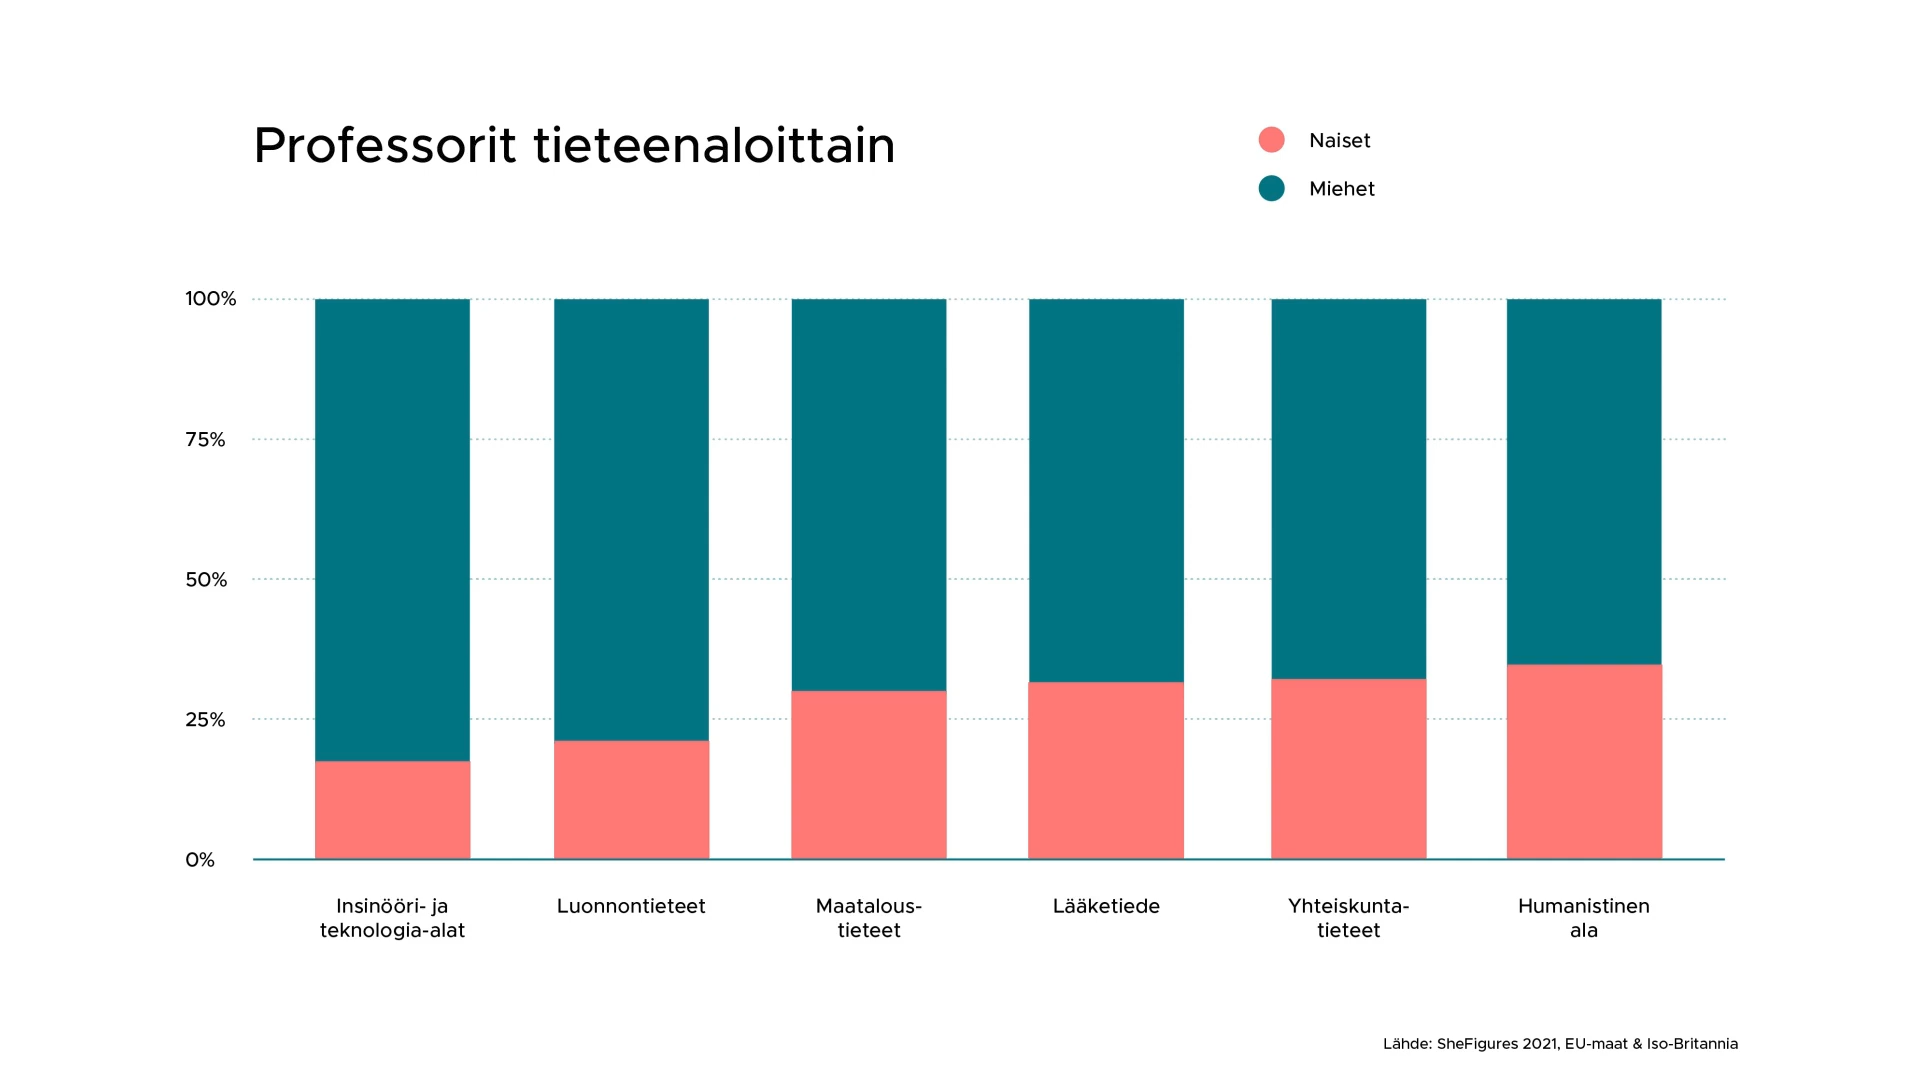 Professorit tieteenaloittain
Naiset
Miehet
100%
75%
50%
25%
0%
Insinööri- ja
teknologia-alat
Luonnontieteet
Maatalous-
tieteet
Lääketiede
Yhteiskunta-
tieteet
Humanistinen
ala
Lähde: SheFigures 2021, EU-maat & Iso-Britannia